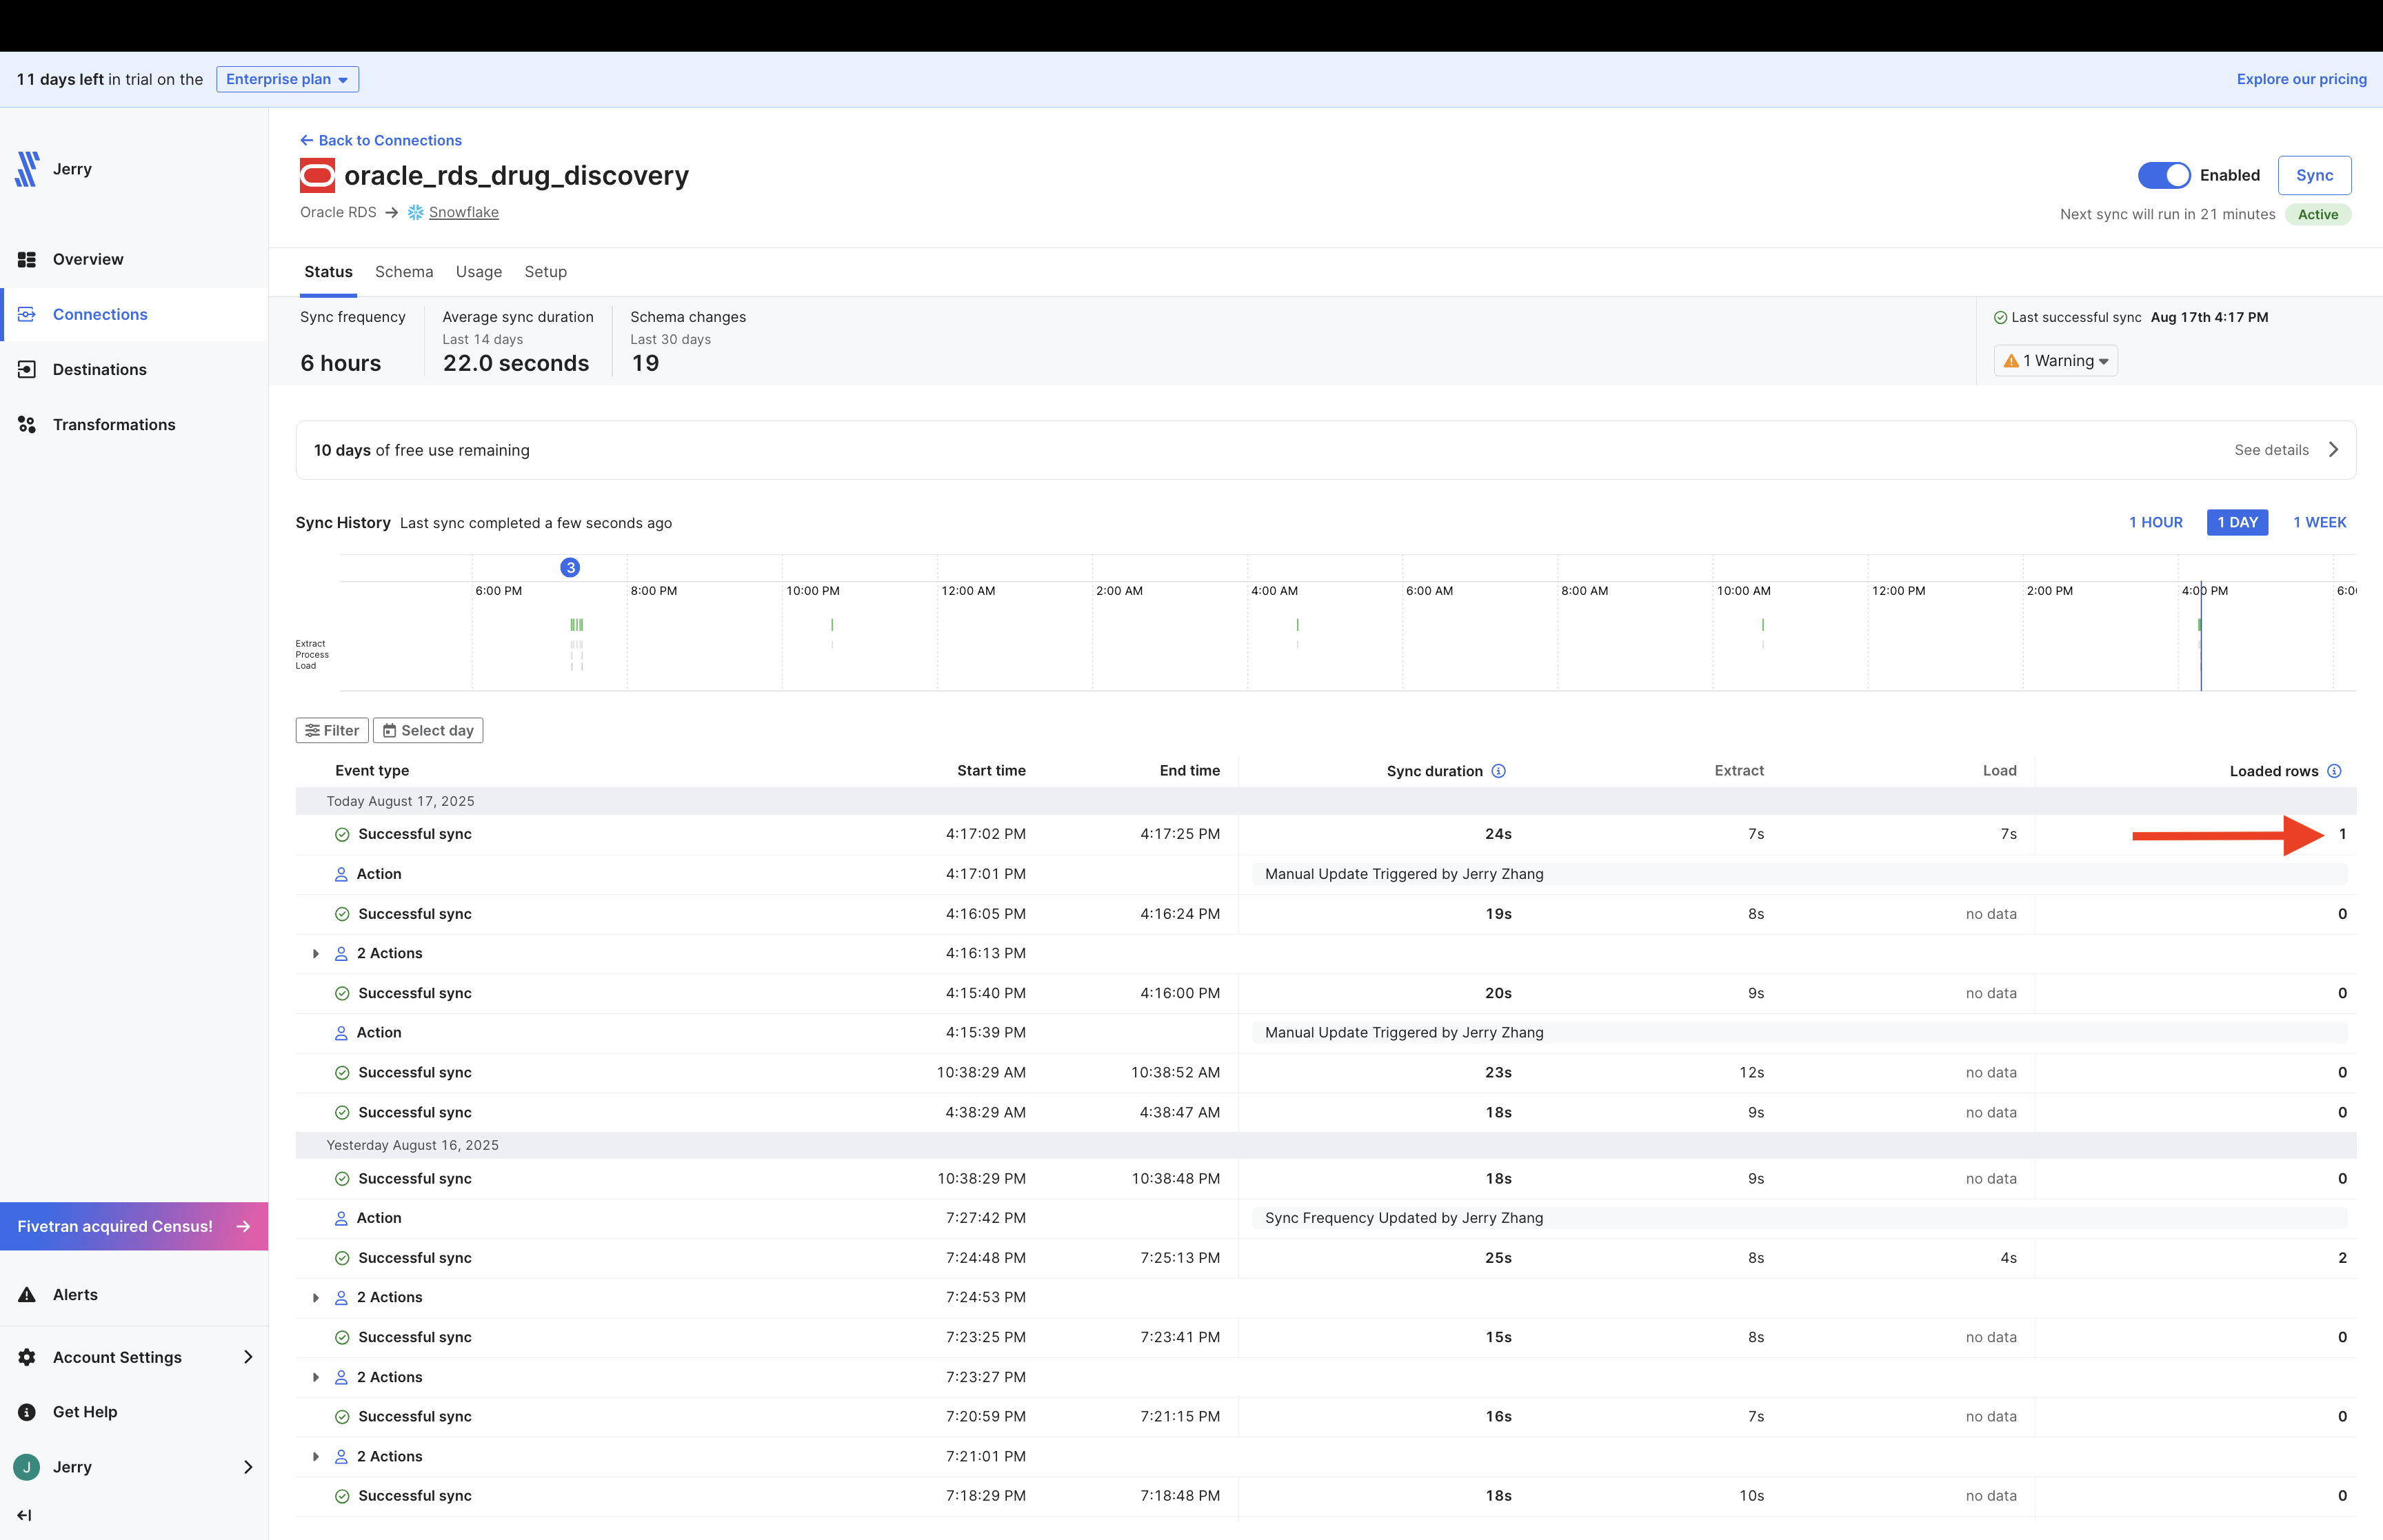 11 days left in trial on the Enterprise plan
Explore our pricing
Jerry
Overview
Connections
Destinations
Transformations
Fivetran acquired Census!
Alerts
Account Settings
Get Help
J Jerry
Back to Connections
oracle_rds_drug_discovery
Oracle RDS → Snowflake
Enabled Sync
Next sync will run in 21 minutes Active
Status Schema Usage Setup
Sync frequency
6 hours
Average sync duration
Last 14 days
22.0 seconds
Schema changes
Last 30 days
19
Last successful sync Aug 17th 4:17 PM
1 Warning
10 days of free use remaining
See details
Sync History Last sync completed a few seconds ago
1 HOUR 1 DAY 1 WEEK
3
6:00 PM 8:00 PM 10:00 PM 12:00 AM 2:00 AM 4:00 AM 6:00 AM 8:00 AM 10:00 AM 12:00 PM 2:00 PM 4:00 PM 6:0
Extract
Process
Load
Filter Select day
Event type Start time End time Sync duration Extract Load Loaded rows
Today August 17, 2025
Successful sync 4:17:02 PM 4:17:25 PM 24s 7s 7s 1
Action 4:17:01 PM Manual Update Triggered by Jerry Zhang
Successful sync 4:16:05 PM 4:16:24 PM 19s 8s no data 0
2 Actions 4:16:13 PM
Successful sync 4:15:40 PM 4:16:00 PM 20s 9s no data 0
Action 4:15:39 PM Manual Update Triggered by Jerry Zhang
Successful sync 10:38:29 AM 10:38:52 AM 23s 12s no data 0
Successful sync 4:38:29 AM 4:38:47 AM 18s 9s no data 0
Yesterday August 16, 2025
Successful sync 10:38:29 PM 10:38:48 PM 18s 9s no data 0
Action 7:27:42 PM Sync Frequency Updated by Jerry Zhang
Successful sync 7:24:48 PM 7:25:13 PM 25s 8s 4s 2
2 Actions 7:24:53 PM
Successful sync 7:23:25 PM 7:23:41 PM 15s 8s no data 0
2 Actions 7:23:27 PM
Successful sync 7:20:59 PM 7:21:15 PM 16s 7s no data 0
2 Actions 7:21:01 PM
Successful sync 7:18:29 PM 7:18:48 PM 18s 10s no data 0